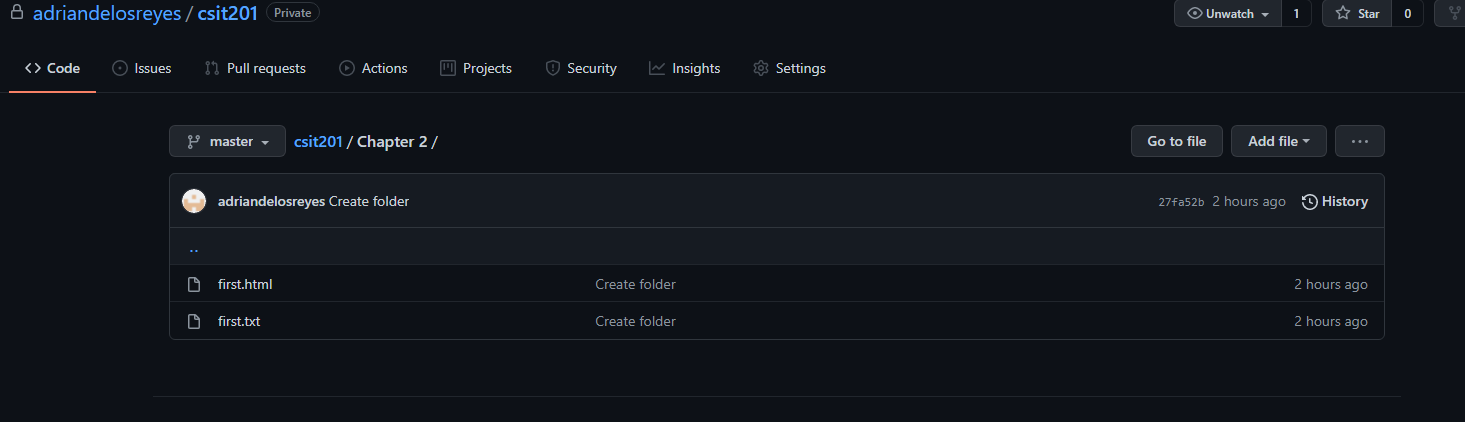 adriandelosreyes / csit201 Private Unwatch 1 Star 0
Code Issues Pull requests Actions Projects Security Insights Settings
master csit201 / Chapter 2 / Go to file Add file ...
adriandelosreyes Create folder 27fa52b 2 hours ago History
..
first.html Create folder 2 hours ago
first.txt Create folder 2 hours ago